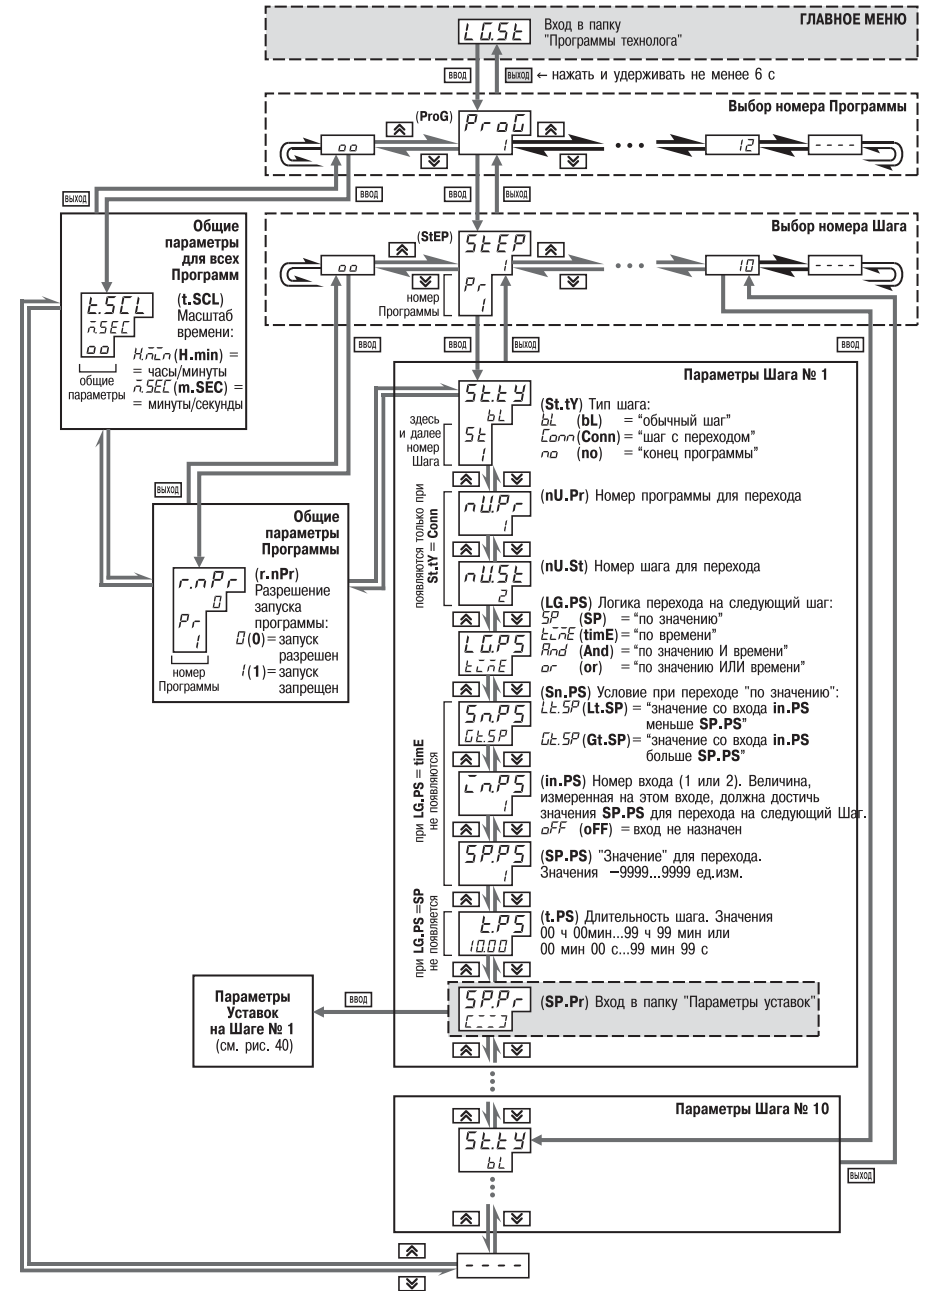 ГЛАВНОЕ МЕНЮ
LG.St
Вход в папку
"Программы технолога"
ВВОД
ВЫХОД
← нажать и удерживать не менее 6 с
Выбор номера Программы
(ProG)
ProG
1
oo
• • •
12
- - - -
ВЫХОД
ВВОД
ВВОД
ВЫХОД
Выбор номера Шага
(StEP)
StEP
1
Pr
1
номер
Программы
oo
• • •
10
- - - -
ВВОД
ВВОД
ВЫХОД
ВВОД
Общие
параметры
для всех
Программ
t.SCL
m.SEC
oo
общие
параметры
(t.SCL)
Масштаб
времени:
H.min (H.min) =
= часы/минуты
m.SEC (m.SEC) =
= минуты/секунды
ВЫХОД
Общие
параметры
Программы
r.nPr
0
Pr
1
номер
Программы
(r.nPr)
Разрешение
запуска
программы:
0 (0) = запуск
разрешен
1 (1) = запуск
запрещен
Параметры Шага № 1
St.tY
bL
St
1
здесь
и далее
номер
Шага
(St.tY) Тип шага:
bL (bL) = “обычный шаг”
Conn (Conn) = “шаг с переходом”
no (no) = “конец программы”
появляются только при
St.tY = Conn
nU.Pr
1
(nU.Pr) Номер программы для перехода
nU.St
2
(nU.St) Номер шага для перехода
LG.PS
timE
(LG.PS) Логика перехода на следующий шаг:
SP (SP) = “по значению”
timE (timE) = “по времени”
And (And) = “по значению И времени”
or (or) = “по значению ИЛИ времени”
при LG.PS = timE
не появляются
Sn.PS
Gt.SP
(Sn.PS) Условие при переходе "по значению":
Lt.SP (Lt.SP) = “значение со входа in.PS
меньше SP.PS”
Gt.SP (Gt.SP) = “значение со входа in.PS
больше SP.PS”
in.PS
1
(in.PS) Номер входа (1 или 2). Величина,
измеренная на этом входе, должна достичь
значения SP.PS для перехода на следующий Шаг.
oFF (oFF) = вход не назначен
SP.PS
1
(SP.PS) "Значение" для перехода.
Значения –9999...9999 ед.изм.
при LG.PS =SP
не появляется
t.PS
10.00
(t.PS) Длительность шага. Значения
00 ч 00мин...99 ч 99 мин или
00 мин 00 с...99 мин 99 с
SP.Pr
[---]
(SP.Pr) Вход в папку "Параметры уставок"
ВВОД
Параметры
Уставок
на Шаге № 1
(см. рис. 40)
Параметры Шага № 10
St.tY
bL
ВЫХОД
- - - -